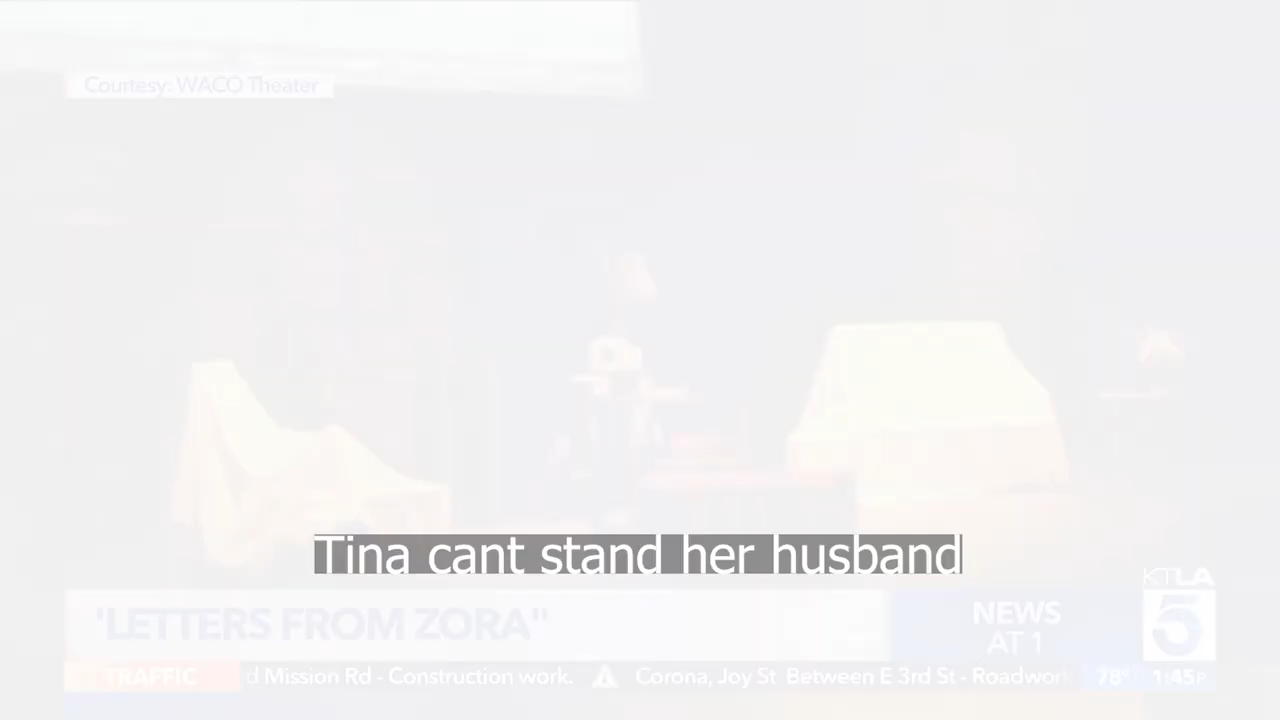 Courtesy: WACO Theater
Tina cant stand her husband
"LETTERS FROM ZORA"
NEWS
AT 1
KTLA
5
TRAFFIC
d Mission Rd - Construction work.
Corona, Joy St Between E 3rd St - Roadwor
78°
1:45P